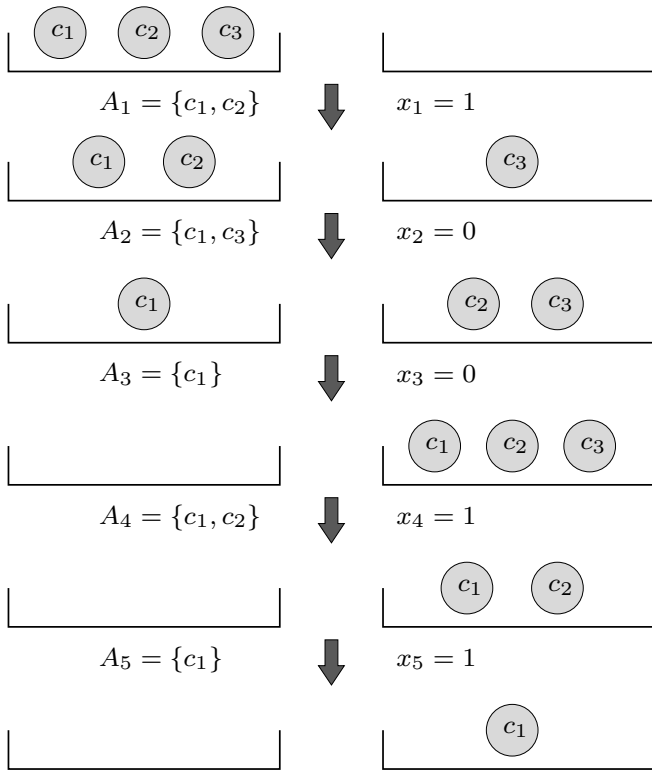 c₁ c₂ c₃
A₁ = {c₁, c₂} x₁ = 1
c₁ c₂ c₃
A₂ = {c₁, c₃} x₂ = 0
c₁ c₂ c₃
A₃ = {c₁} x₃ = 0
c₁ c₂ c₃
A₄ = {c₁, c₂} x₄ = 1
c₁ c₂
A₅ = {c₁} x₅ = 1
c₁